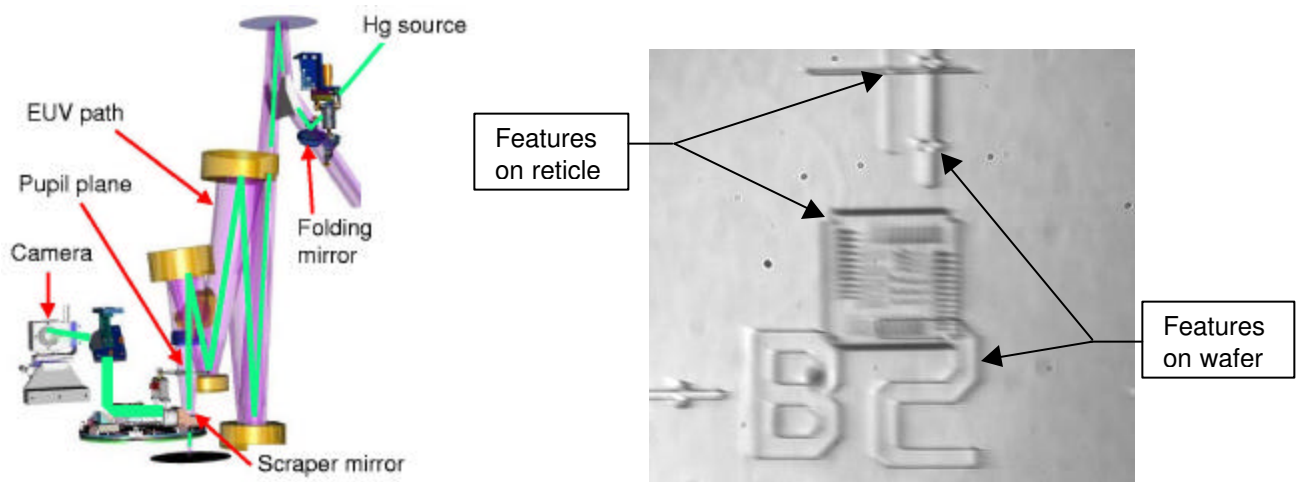 Hg source
EUV path
Pupil plane
Camera
Folding
mirror
Scraper mirror
Features
on reticle
Features
on wafer
B2